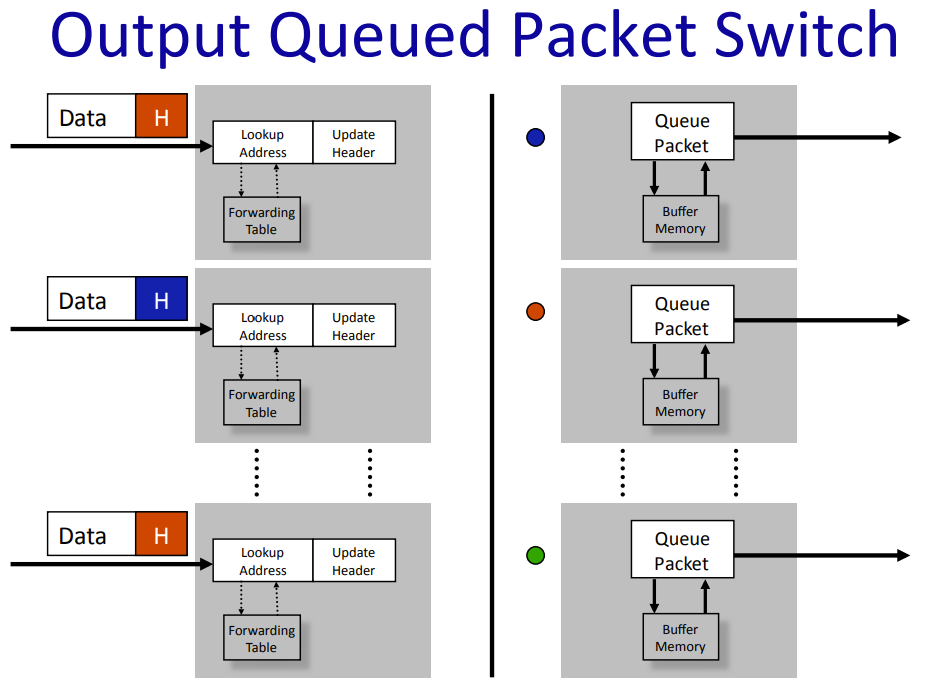 Output Queued Packet Switch
Data H
Lookup Address
Update Header
Forwarding Table
Queue Packet
Buffer Memory
Data H
Lookup Address
Update Header
Forwarding Table
Queue Packet
Buffer Memory
Data H
Lookup Address
Update Header
Forwarding Table
Queue Packet
Buffer Memory